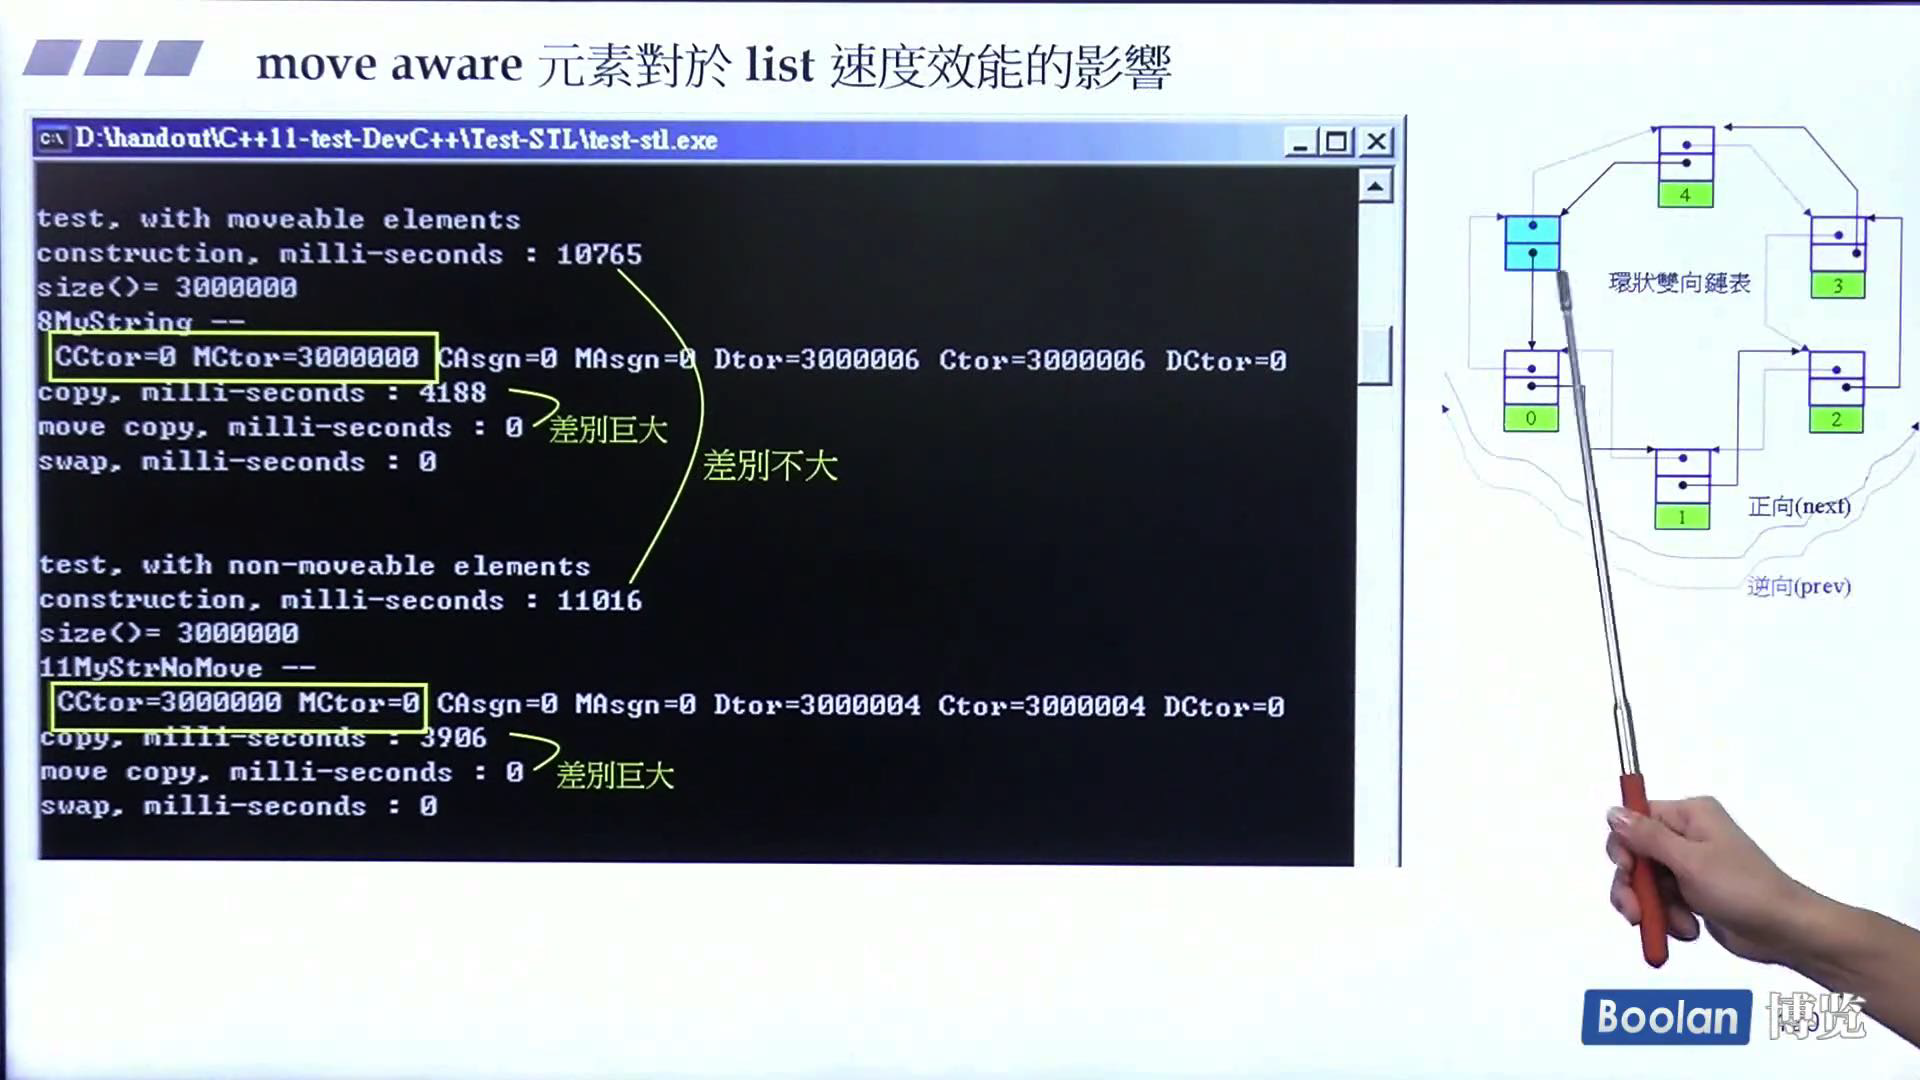 move aware 元素對於 list 速度效能的影響
D:\handout\C++11-test-DevC++\Test-STL\test-stl.exe
test, with moveable elements
construction, milli-seconds : 10765
size()= 3000000
8MyString --
CCtor=0 MCtor=3000000 CAsgn=0 MAsgn=0 Dtor=3000006 Ctor=3000006 DCtor=0
copy, milli-seconds : 4188
move copy, milli-seconds : 0
差別巨大
swap, milli-seconds : 0
差別不大
test, with non-moveable elements
construction, milli-seconds : 11016
size()= 3000000
11MyStrNoMove --
CCtor=3000000 MCtor=0 CAsgn=0 MAsgn=0 Dtor=3000004 Ctor=3000004 DCtor=0
copy, milli-seconds : 3906
move copy, milli-seconds : 0
差別巨大
swap, milli-seconds : 0
4
環狀雙向鏈表
3
0
2
1
正向(next)
逆向(prev)
Boolan 博览